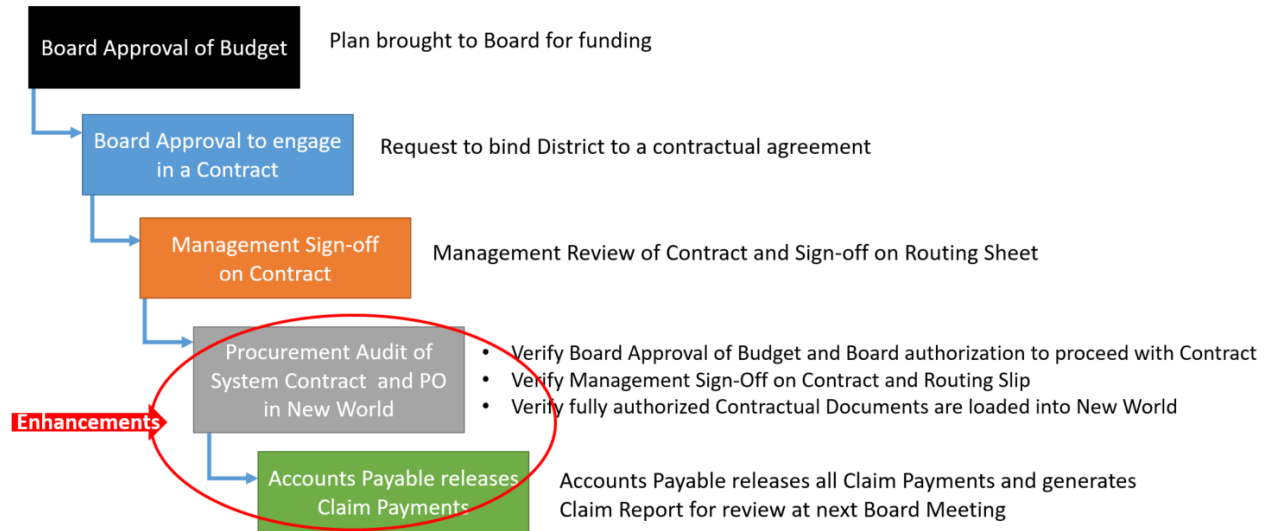 Board Approval of Budget
Plan brought to Board for funding
Board Approval to engage
in a Contract
Request to bind District to a contractual agreement
Management Sign-off
on Contract
Management Review of Contract and Sign-off on Routing Sheet
Procurement Audit of
System Contract and PO
in New World
• Verify Board Approval of Budget and Board authorization to proceed with Contract
• Verify Management Sign-Off on Contract and Routing Slip
• Verify fully authorized Contractual Documents are loaded into New World
Enhancements
Accounts Payable releases
Claim Payments
Accounts Payable releases all Claim Payments and generates
Claim Report for review at next Board Meeting